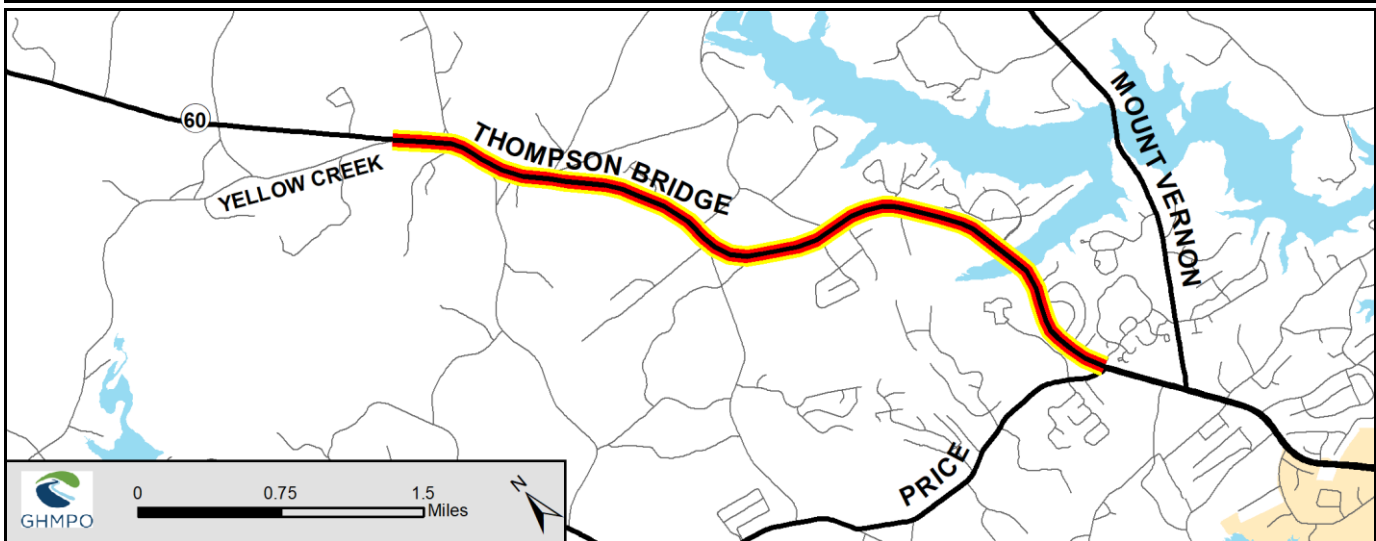 60
THOMPSON BRIDGE
YELLOW CREEK
MOUNT VERNON
PRICE
GHMPO
0 0.75 1.5
Miles
N